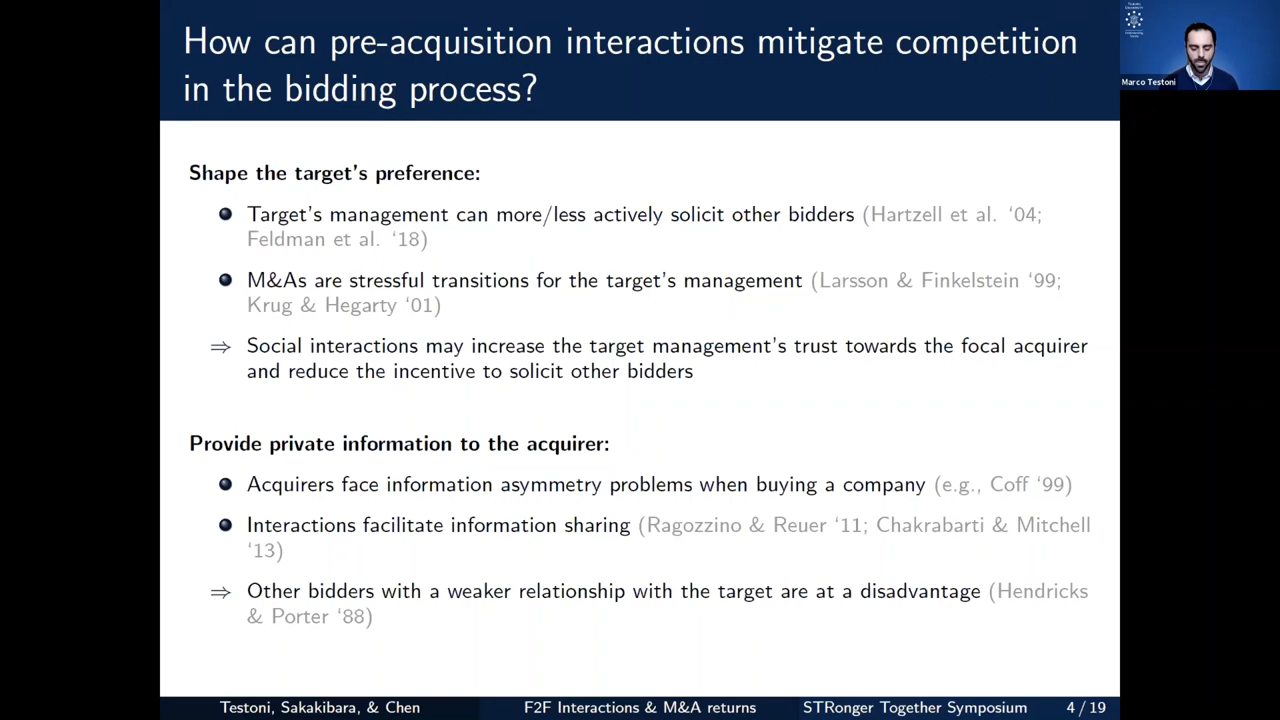 How can pre-acquisition interactions mitigate competition
in the bidding process?
Marco Testoni
Shape the target's preference:
Target's management can more/less actively solicit other bidders (Hartzell et al. ‘04;
Feldman et al. ‘18)
M&As are stressful transitions for the target's management (Larsson & Finkelstein ‘99;
Krug & Hegarty ‘01)
⇒ Social interactions may increase the target management's trust towards the focal acquirer
and reduce the incentive to solicit other bidders
Provide private information to the acquirer:
Acquirers face information asymmetry problems when buying a company (e.g., Coff ‘99)
Interactions facilitate information sharing (Ragozzino & Reuer ‘11; Chakrabarti & Mitchell
‘13)
⇒ Other bidders with a weaker relationship with the target are at a disadvantage (Hendricks
& Porter ‘88)
Testoni, Sakakibara, & Chen
F2F Interactions & M&A returns
STRonger Together Symposium
4 / 19